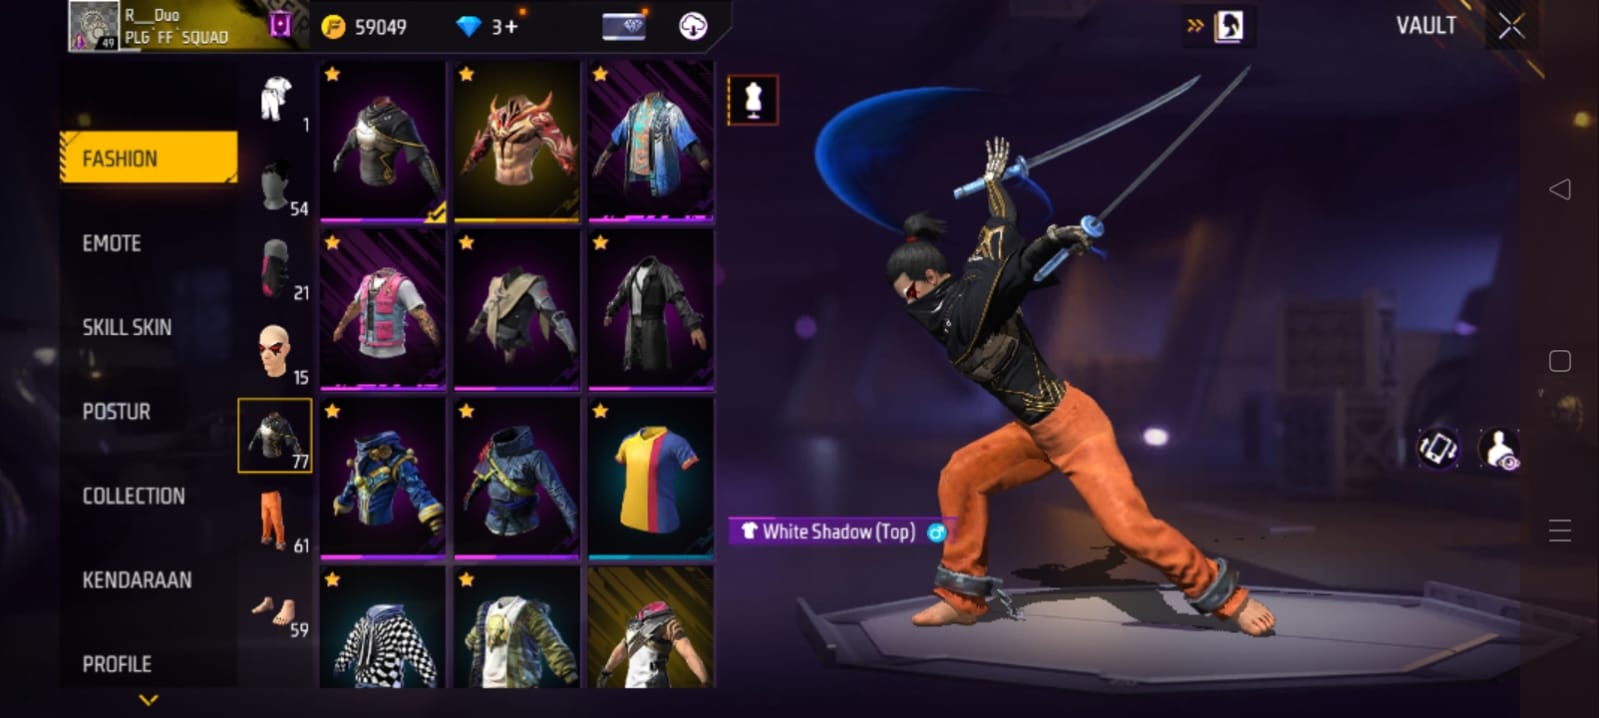 R__Duo
PLG FF SQUAD
49
59049
3+
VAULT
FASHION
EMOTE
SKILL SKIN
POSTUR
COLLECTION
KENDARAAN
PROFILE
1
54
21
15
77
61
59
White Shadow (Top)